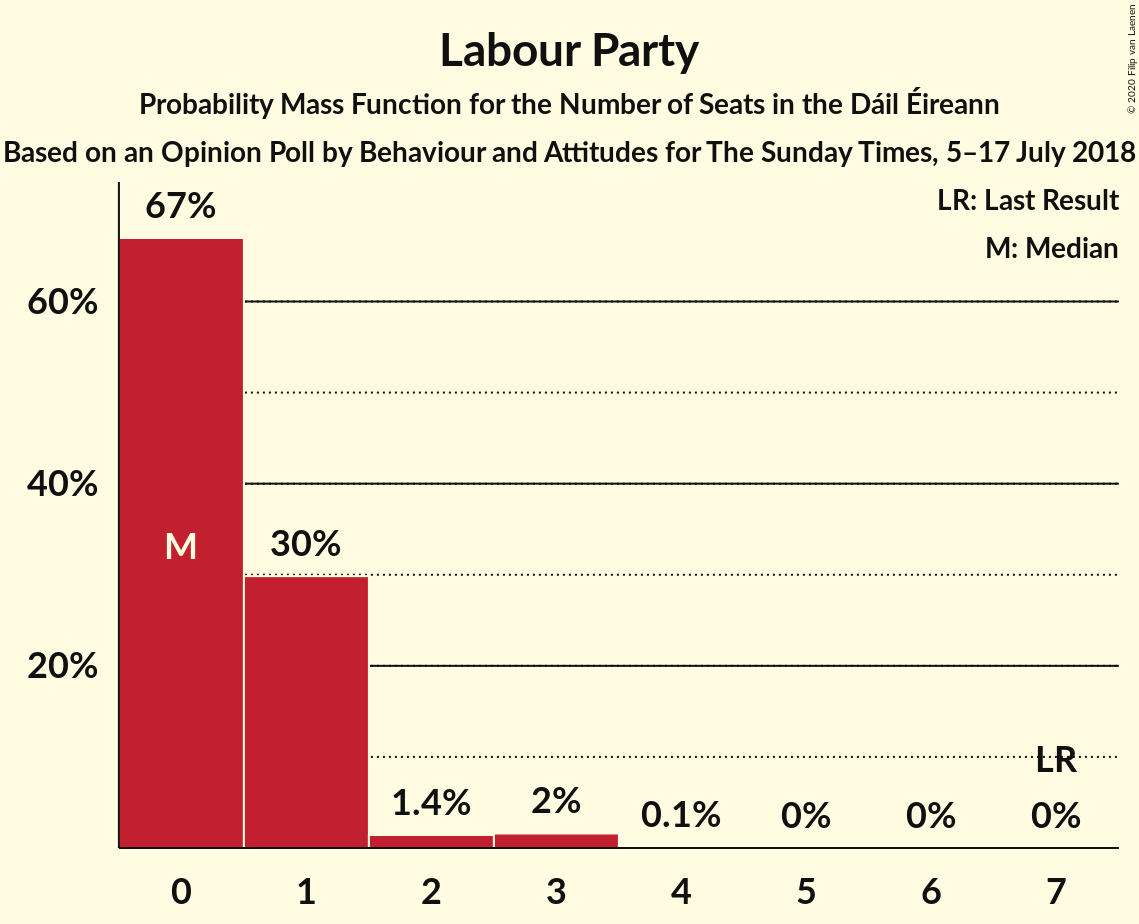 Labour Party
Probability Mass Function for the Number of Seats in the Dáil Éireann
Based on an Opinion Poll by Behaviour and Attitudes for The Sunday Times, 5–17 July 2018
© 2020 Filip van Laenen
LR: Last Result
M: Median
67%
60%
40%
M
30%
20%
LR
1.4%
2%
0.1%
0%
0%
0%
0 1 2 3 4 5 6 7